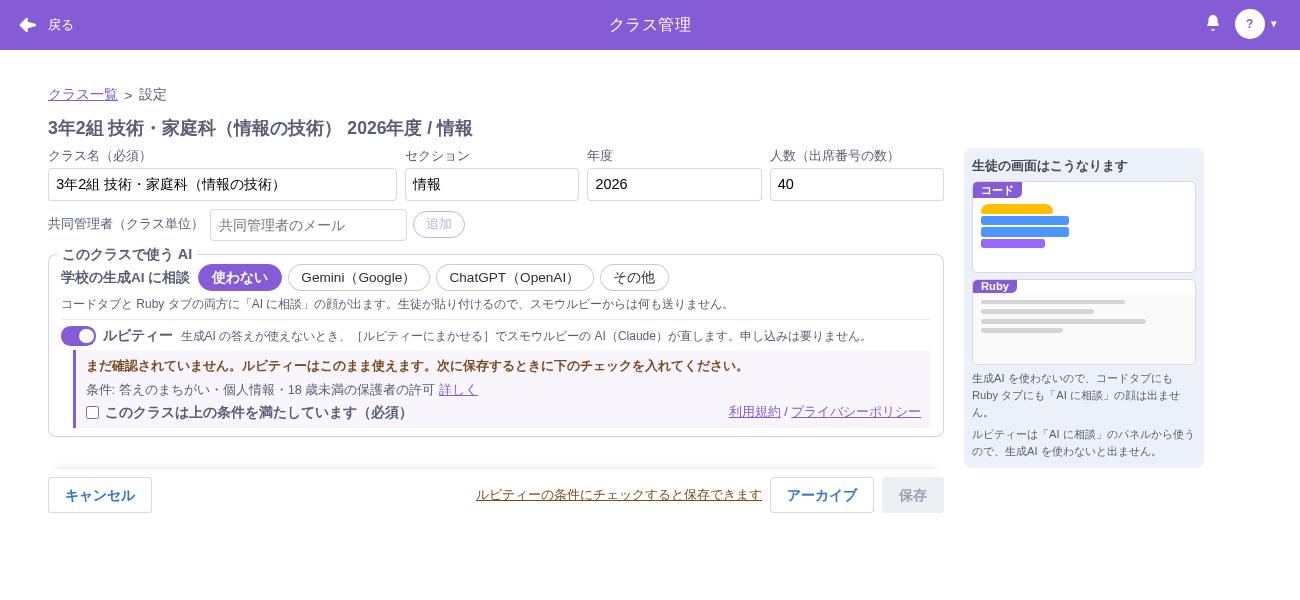 戻る
クラス管理
?
クラス一覧 > 設定
3年2組 技術・家庭科（情報の技術） 2026年度 / 情報
クラス名（必須） セクション 年度 人数（出席番号の数）
3年2組 技術・家庭科（情報の技術） 情報 2026 40
共同管理者（クラス単位） 共同管理者のメール 追加
このクラスで使う AI
学校の生成AI に相談 使わない Gemini（Google） ChatGPT（OpenAI） その他
コードタブと Ruby タブの両方に「AI に相談」の顔が出ます。生徒が貼り付けるので、スモウルビーからは何も送りません。
ルビティー 生成AI の答えが使えないとき、［ルビティーにまかせる］でスモウルビーの AI（Claude）が直します。申し込みは要りません。
まだ確認されていません。ルビティーはこのまま使えます。次に保存するときに下のチェックを入れてください。
条件: 答えのまちがい・個人情報・18 歳未満の保護者の許可 詳しく
このクラスは上の条件を満たしています（必須） 利用規約 / プライバシーポリシー
キャンセル ルビティーの条件にチェックすると保存できます アーカイブ 保存
生徒の画面はこうなります
コード
Ruby
生成AI を使わないので、コードタブにも
Ruby タブにも「AI に相談」の顔は出ませ
ん。
ルビティーは「AI に相談」のパネルから使う
ので、生成AI を使わないと出ません。